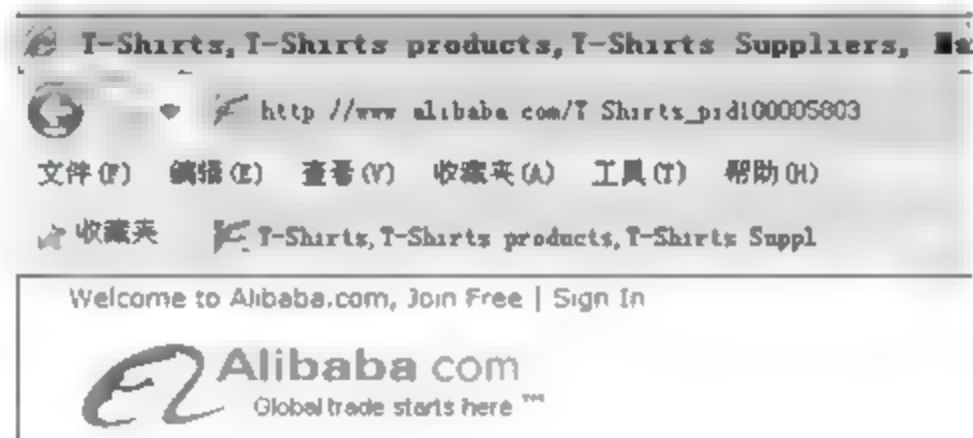 T-Shirts,T-Shirts products,T-Shirts Suppliers,
http //www alibaba com/T Shirts_pid100005803
文件(F) 编辑(E) 查看(V) 收藏夹(A) 工具(T) 帮助(H)
收藏夹 T-Shirts,T-Shirts products,T-Shirts Suppl
Welcome to Alibaba.com, Join Free | Sign In
Alibaba com
Global trade starts here ™